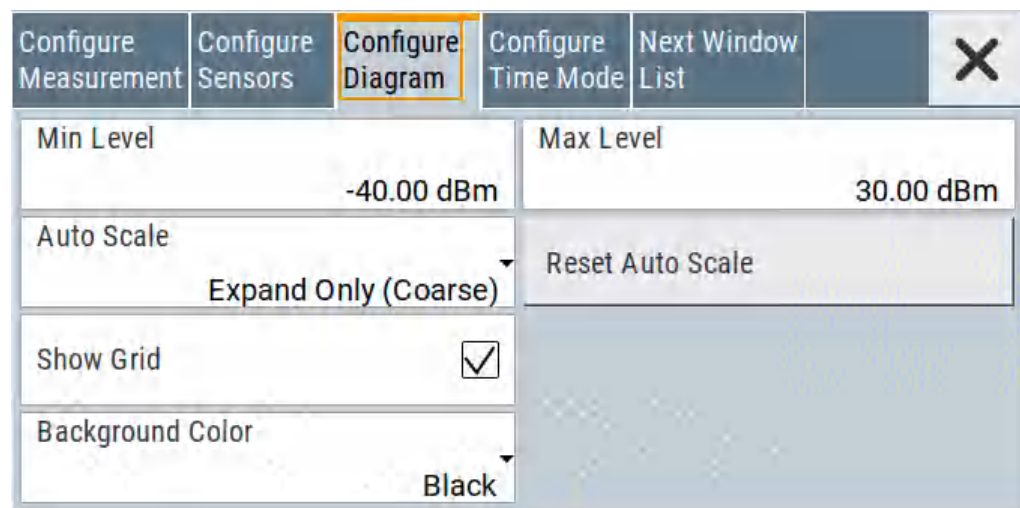 Configure Measurement
Configure Sensors
Configure Diagram
Configure Time Mode
Next Window List
Min Level
-40.00 dBm
Max Level
30.00 dBm
Auto Scale
Expand Only (Coarse)
Reset Auto Scale
Show Grid
Background Color
Black